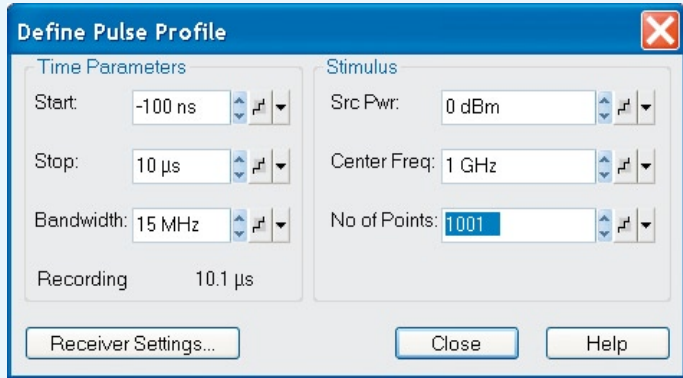 Define Pulse Profile
Time Parameters
Start: -100 ns
Stop: 10 µs
Bandwidth: 15 MHz
Recording 10.1 µs
Stimulus
Src Pwr: 0 dBm
Center Freq: 1 GHz
No of Points: 1001
Receiver Settings...
Close
Help